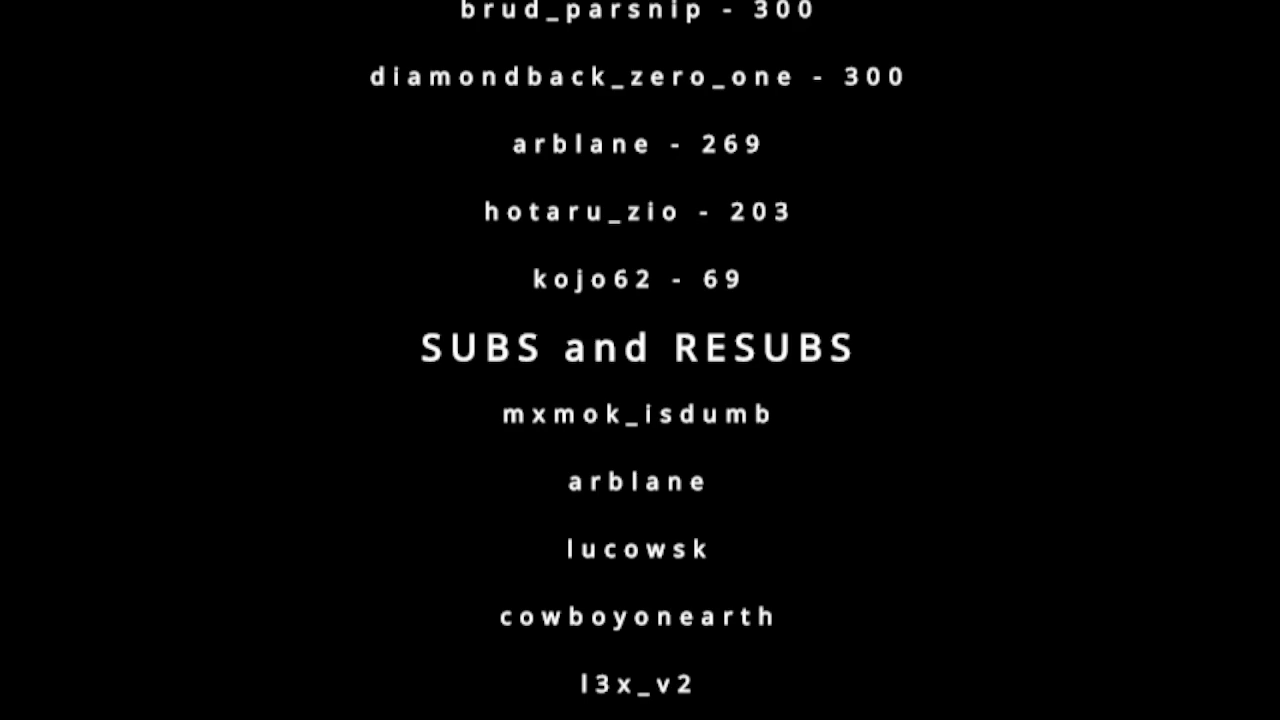 brud_parsnip - 300
diamondback_zero_one - 300
arblane - 269
hotaru_zio - 203
kojo62 - 69
SUBS and RESUBS
mxmok_isdumb
arblane
lucowsk
cowboyonearth
l3x_v2